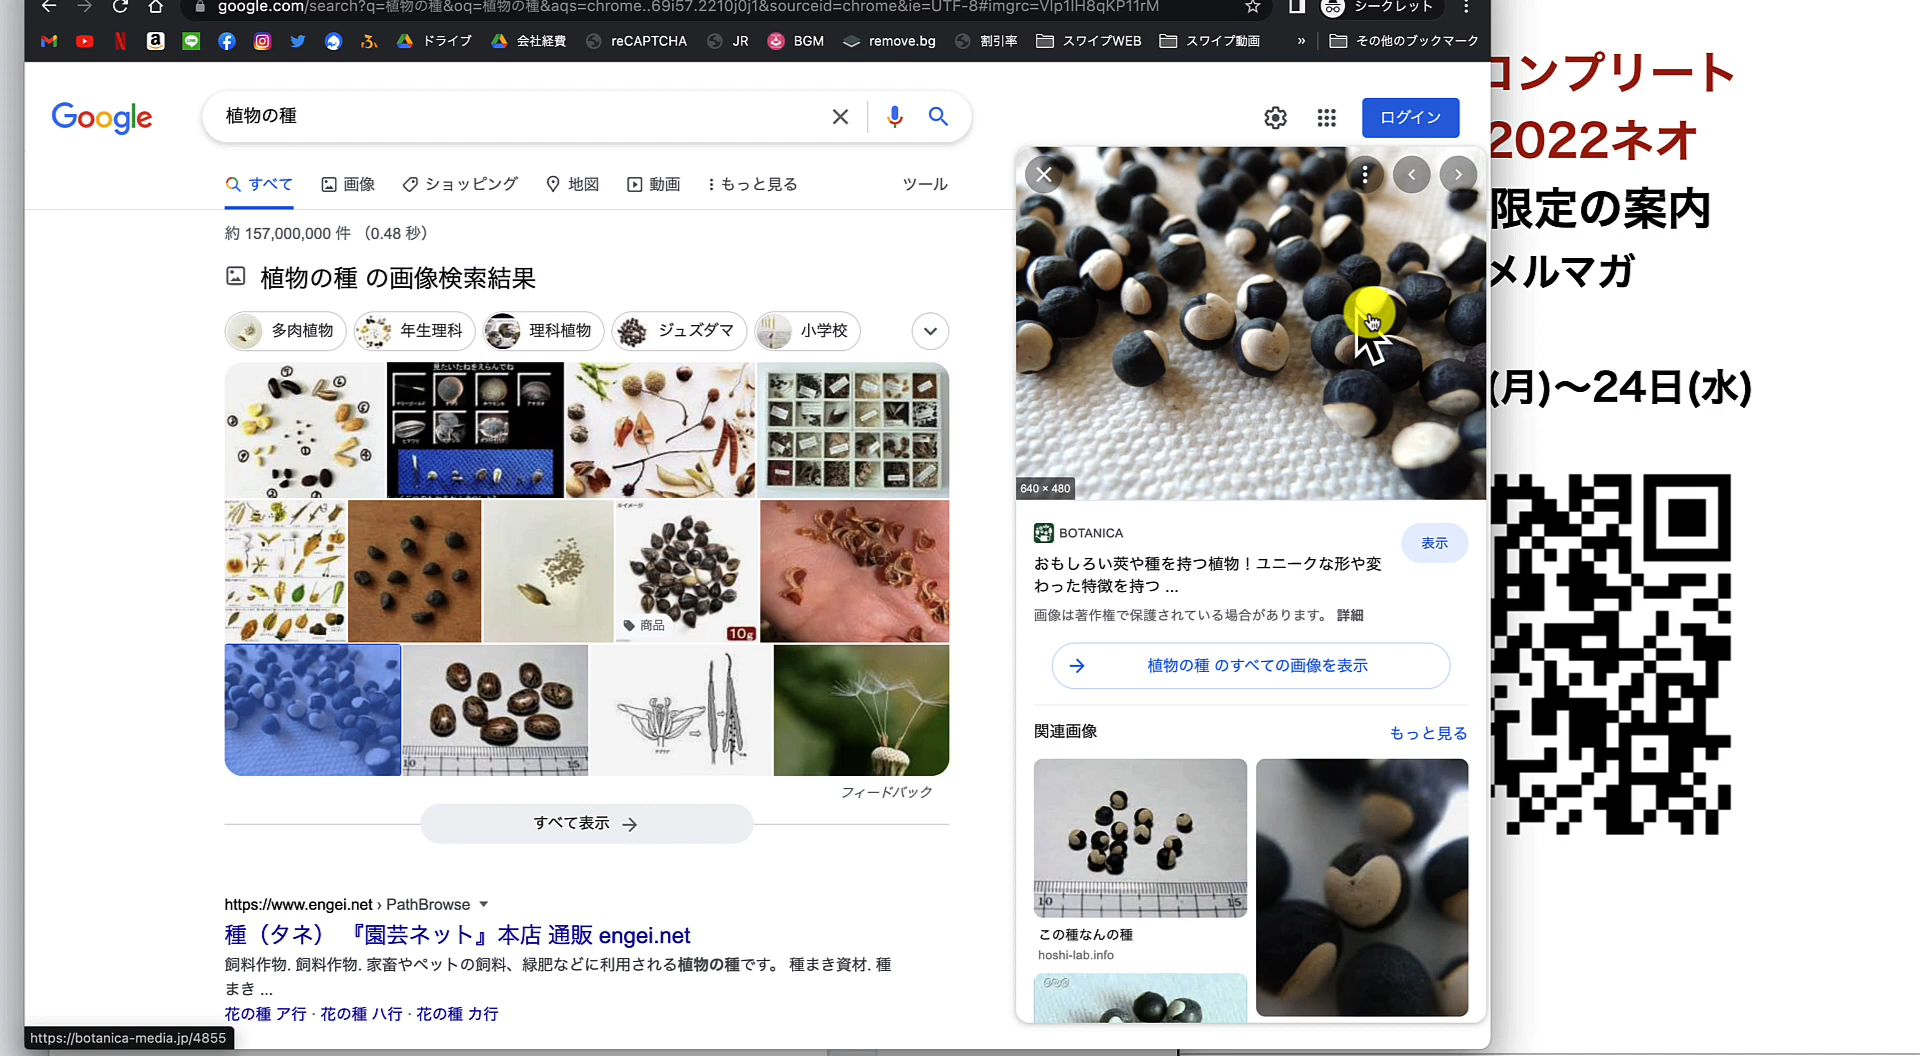 google.com/search?q=植物の種&oq=植物の種&aqs=chrome..69i57.2210j0j1&sourceid=chrome&ie=UTF-8#imgrc=VIp1IH8qKP11rM
シークレット
ドライブ
会社経費
reCAPTCHA
JR
BGM
remove.bg
割引率
スワイプWEB
スワイプ動画
»
その他のブックマーク
コンプリート
2022ネオ
限定の案内
メルマガ
(月)〜24日(水)
Google
植物の種
ログイン
すべて
画像
ショッピング
地図
動画
もっと見る
ツール
約 157,000,000 件 (0.48 秒)
植物の種 の画像検索結果
多肉植物
年生理科
理科植物
ジュズダマ
小学校
見たいたねをえらんでね
商品
10g
10
15
フィードバック
すべて表示
https://www.engei.net › PathBrowse
種（タネ） 『園芸ネット』本店 通販 engei.net
飼料作物. 飼料作物. 家畜やペットの飼料、緑肥などに利用される植物の種です。 種まき資材. 種
まき ...
花の種 ア行 · 花の種 ハ行 · 花の種 カ行
https://botanica-media.jp/4855
640 × 480
BOTANICA
表示
おもしろい莢や種を持つ植物！ユニークな形や変
わった特徴を持つ ...
画像は著作権で保護されている場合があります。 詳細
植物の種 のすべての画像を表示
関連画像
もっと見る
10
15
この種なんの種
hoshi-lab.info